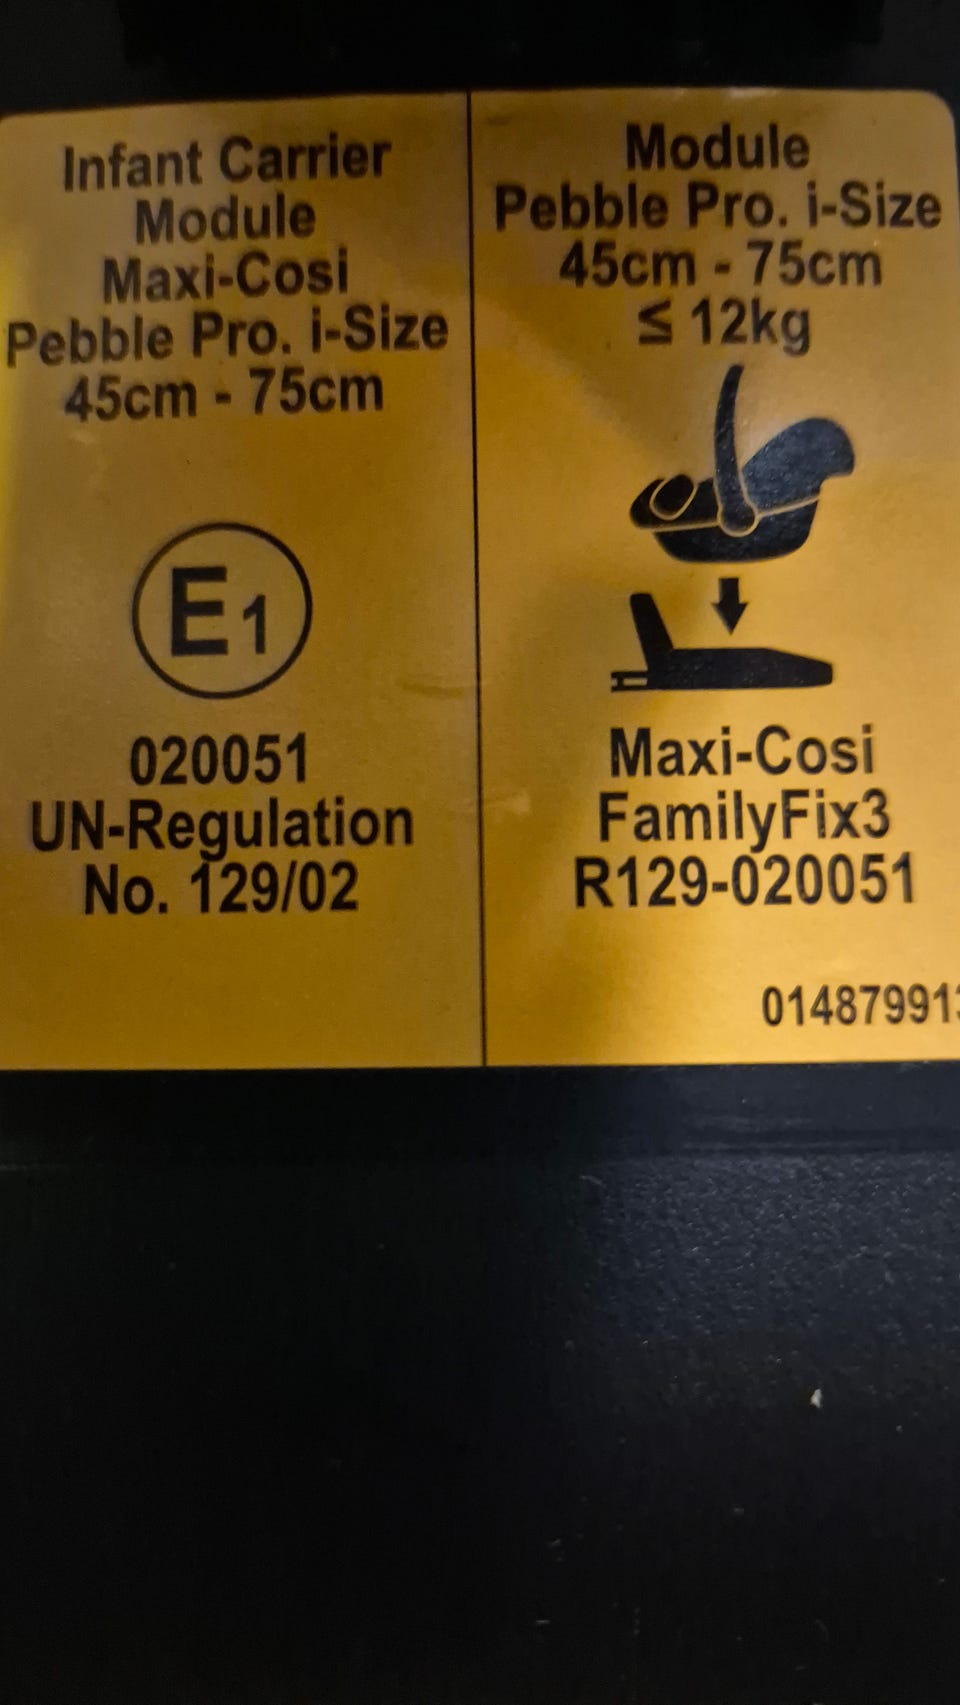 Infant Carrier
Module
Maxi-Cosi
Pebble Pro. i-Size
45cm - 75cm
E1
020051
UN-Regulation
No. 129/02
Module
Pebble Pro. i-Size
45cm - 75cm
≤ 12kg
Maxi-Cosi
FamilyFix3
R129-020051